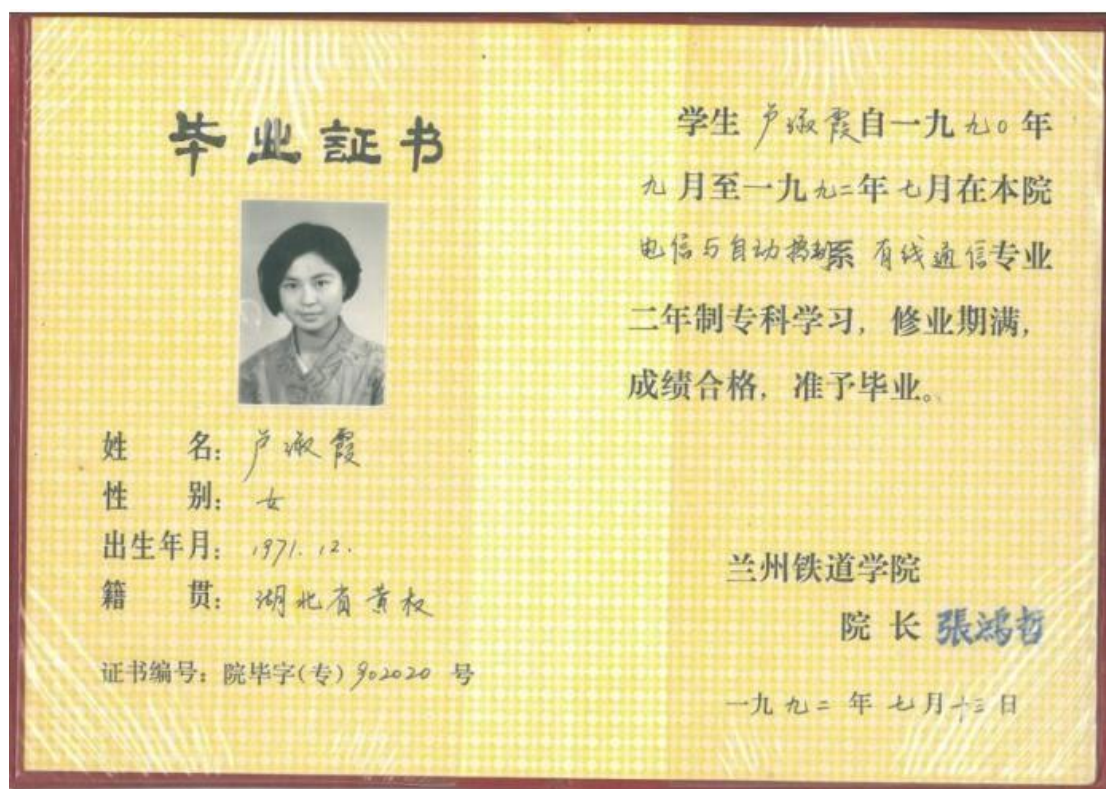 毕业証书
姓 名：卢淑霞
性 别：女
出生年月：1971.12.
籍 贯：湖北省黄
证书编号：院毕字(专)902020 号
学生 卢淑霞自一九九〇年
九月至一九九二年七月在本院
电信与自动控制系 有线通信专业
二年制专科学习，修业期满，
成绩合格，准予毕业。
兰州铁道学院
院 长 張鸿哲
一九九二年七月十三日